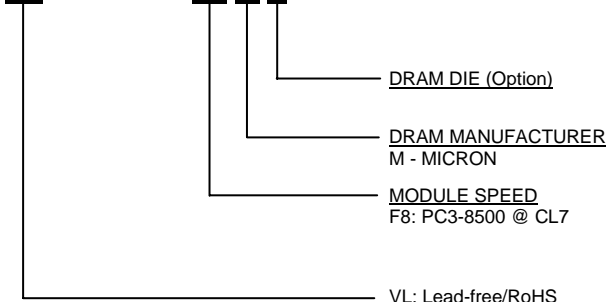 DRAM DIE (Option)
DRAM MANUFACTURER
M - MICRON
MODULE SPEED
F8: PC3-8500 @ CL7
VL: Lead-free/RoHS